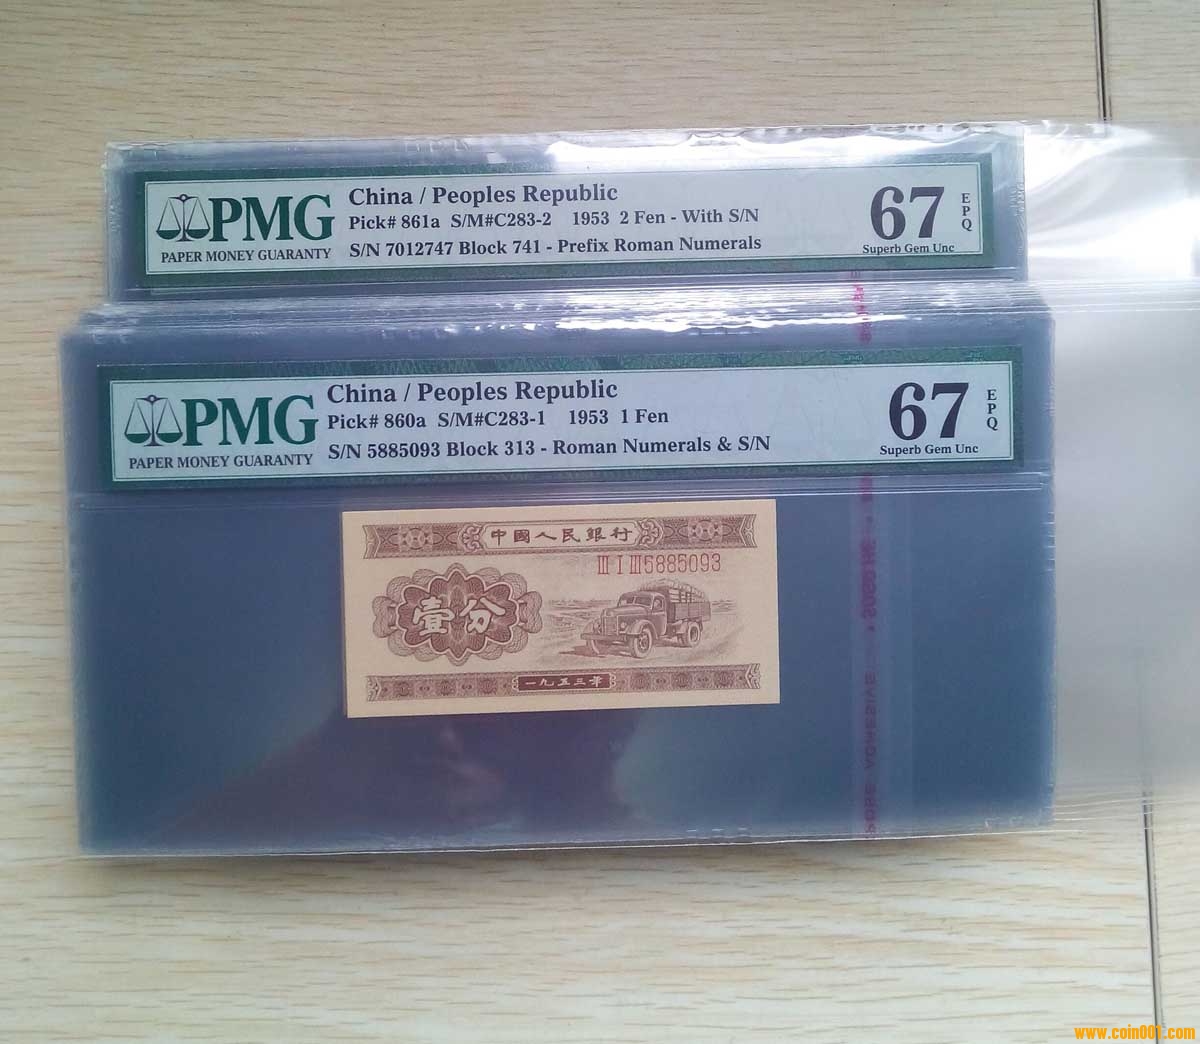 PMG
PAPER MONEY GUARANTY
China / Peoples Republic
Pick# 861a S/M#C283-2 1953 2 Fen - With S/N
S/N 7012747 Block 741 - Prefix Roman Numerals
67
EPQ
Superb Gem Unc
PMG
PAPER MONEY GUARANTY
China / Peoples Republic
Pick# 860a S/M#C283-1 1953 1 Fen
S/N 5885093 Block 313 - Roman Numerals & S/N
67
EPQ
Superb Gem Unc
中國人民銀行
III I III 5885093
壹分
一九五三年
www.coin001.com